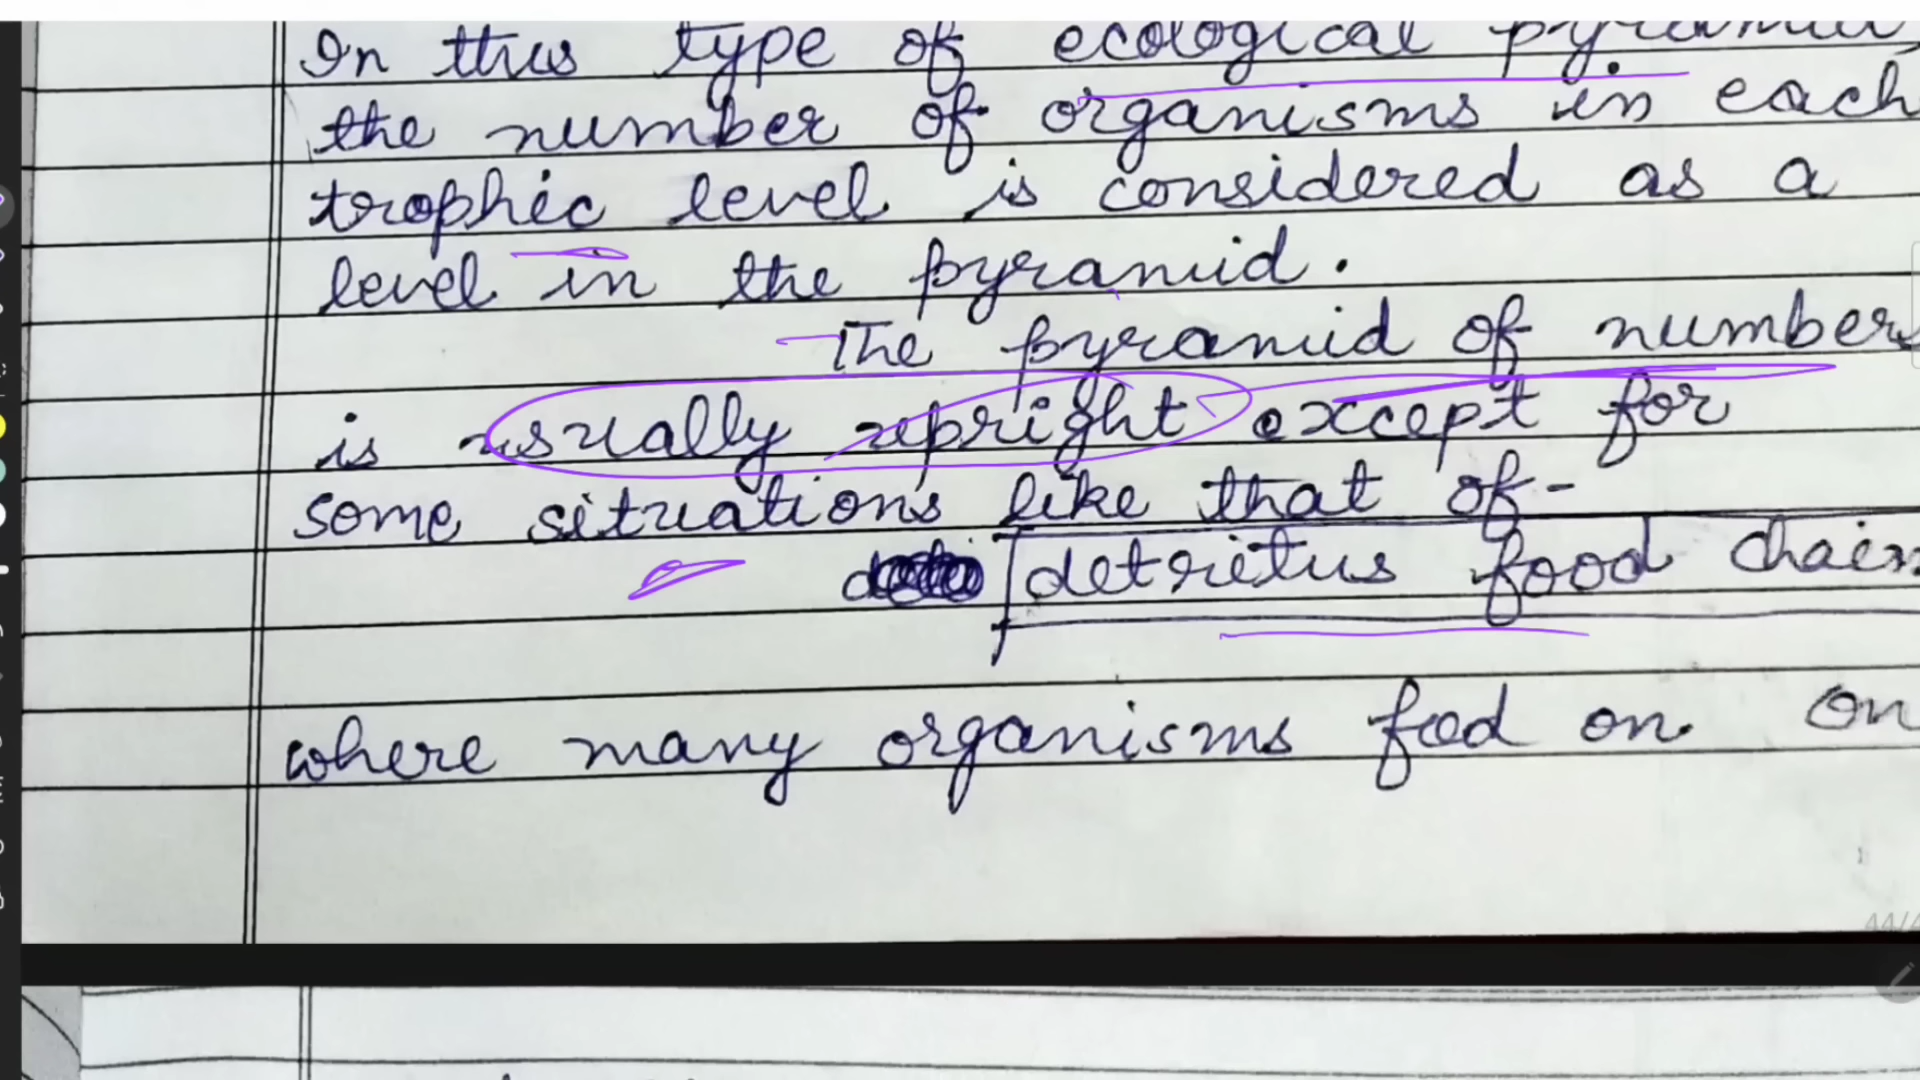 In this type of ecological pyramid,
the number of organisms in each
trophic level is considered as a
level in the pyramid.
The pyramid of numbers
is usually upright except for
some situations like that of-
detritus food chain
where many organisms feed on on
44/